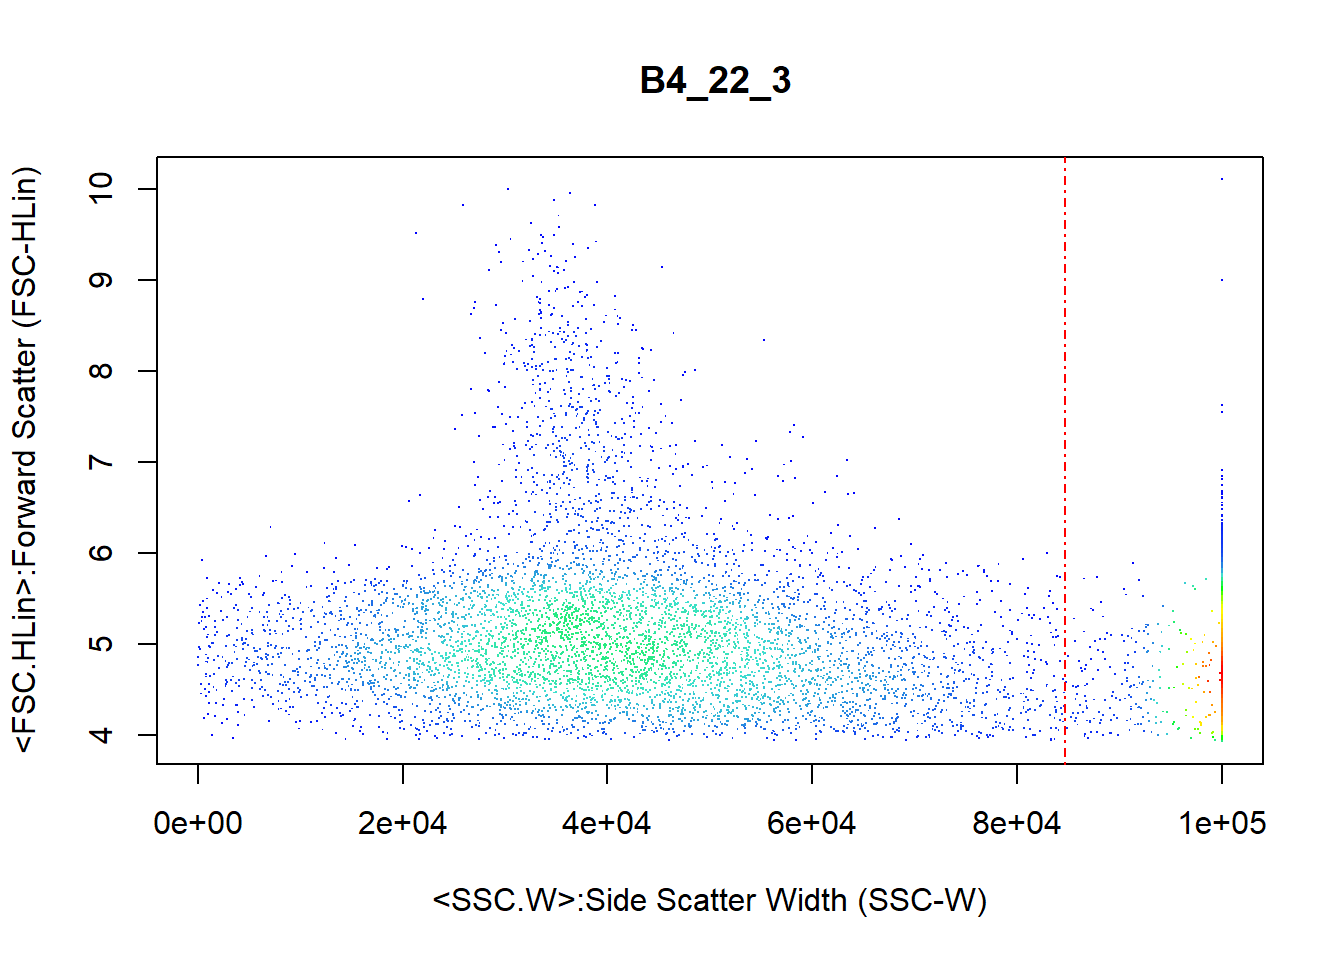 B4_22_3
<FSC.HLin>:Forward Scatter (FSC-HLin)
10
9
8
7
6
5
4
0e+00 2e+04 4e+04 6e+04 8e+04 1e+05
<SSC.W>:Side Scatter Width (SSC-W)